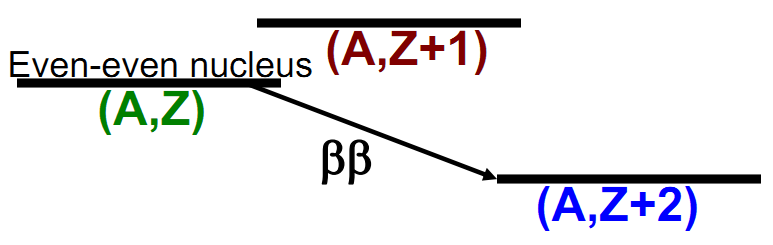 (A,Z+1)
Even-even nucleus
(A,Z)
ββ
(A,Z+2)